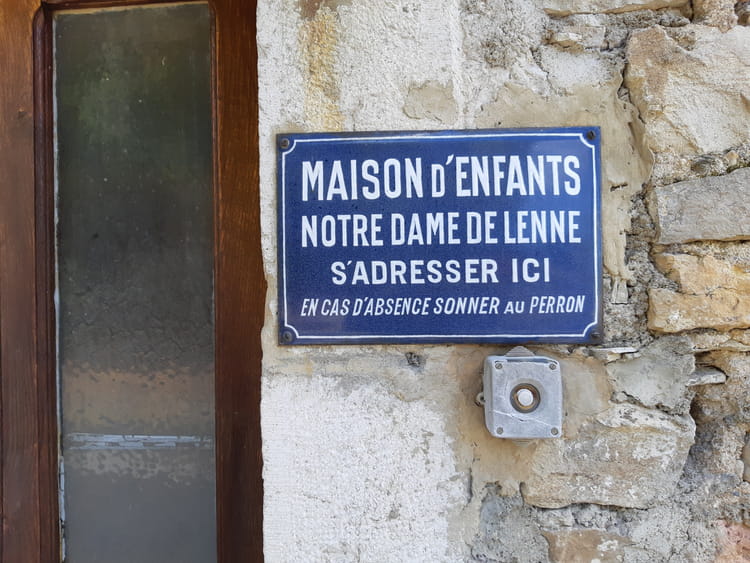 MAISON D'ENFANTS
NOTRE DAME DE LENNE
S'ADRESSER ICI
EN CAS D'ABSENCE SONNER AU PERRON